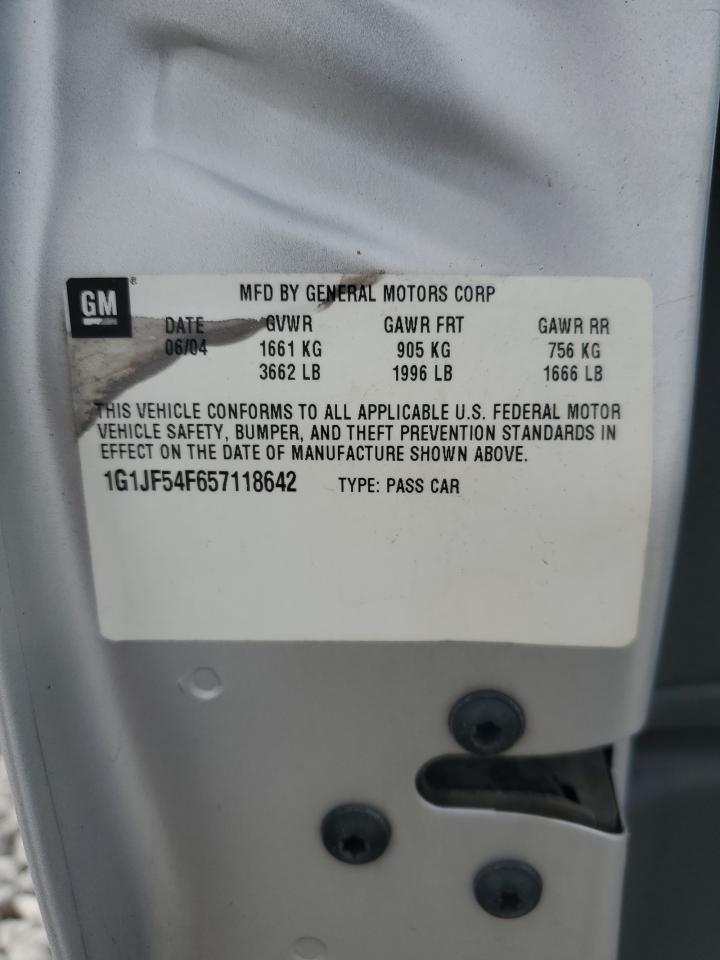 GM ® MFD BY GENERAL MOTORS CORP
DATE GVWR GAWR FRT GAWR RR
06/04 1661 KG 905 KG 756 KG
3662 LB 1996 LB 1666 LB
THIS VEHICLE CONFORMS TO ALL APPLICABLE U.S. FEDERAL MOTOR
VEHICLE SAFETY, BUMPER, AND THEFT PREVENTION STANDARDS IN
EFFECT ON THE DATE OF MANUFACTURE SHOWN ABOVE.
1G1JF54F657118642 TYPE: PASS CAR